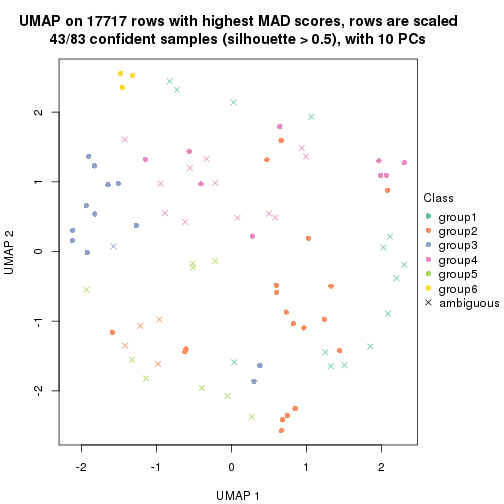 UMAP on 17717 rows with highest MAD scores, rows are scaled
43/83 confident samples (silhouette > 0.5), with 10 PCs
UMAP 2
2
1
0
-1
-2
-2
-1
0
1
2
UMAP 1
Class
group1
group2
group3
group4
group5
group6
ambiguous